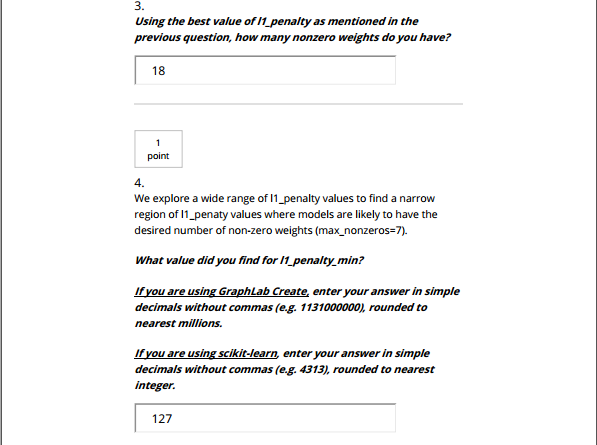 3.
Using the best value of l1_penalty as mentioned in the
previous question, how many nonzero weights do you have?
18
1
point
4.
We explore a wide range of l1_penalty values to find a narrow
region of l1_penaty values where models are likely to have the
desired number of non-zero weights (max_nonzeros=7).
What value did you find for l1_penalty_min?
If you are using GraphLab Create, enter your answer in simple
decimals without commas (e.g. 1131000000), rounded to
nearest millions.
If you are using scikit-learn, enter your answer in simple
decimals without commas (e.g. 4313), rounded to nearest
integer.
127